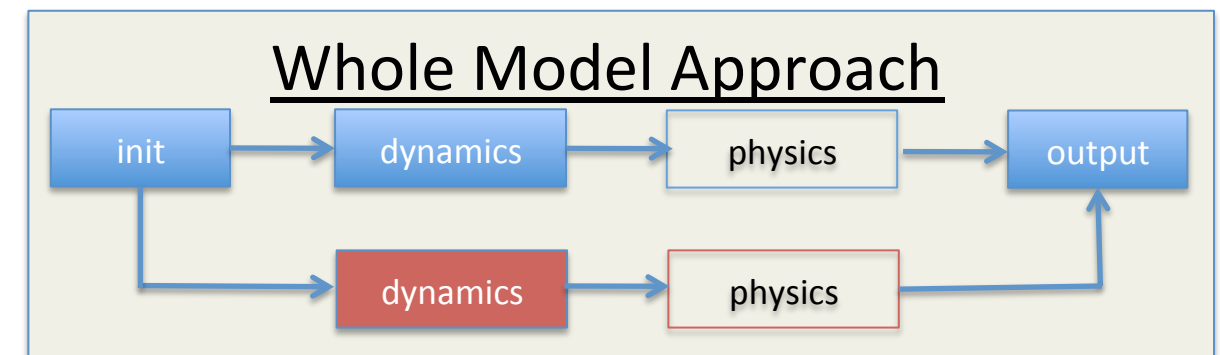 Whole Model Approach
init
dynamics
physics
output
dynamics
physics